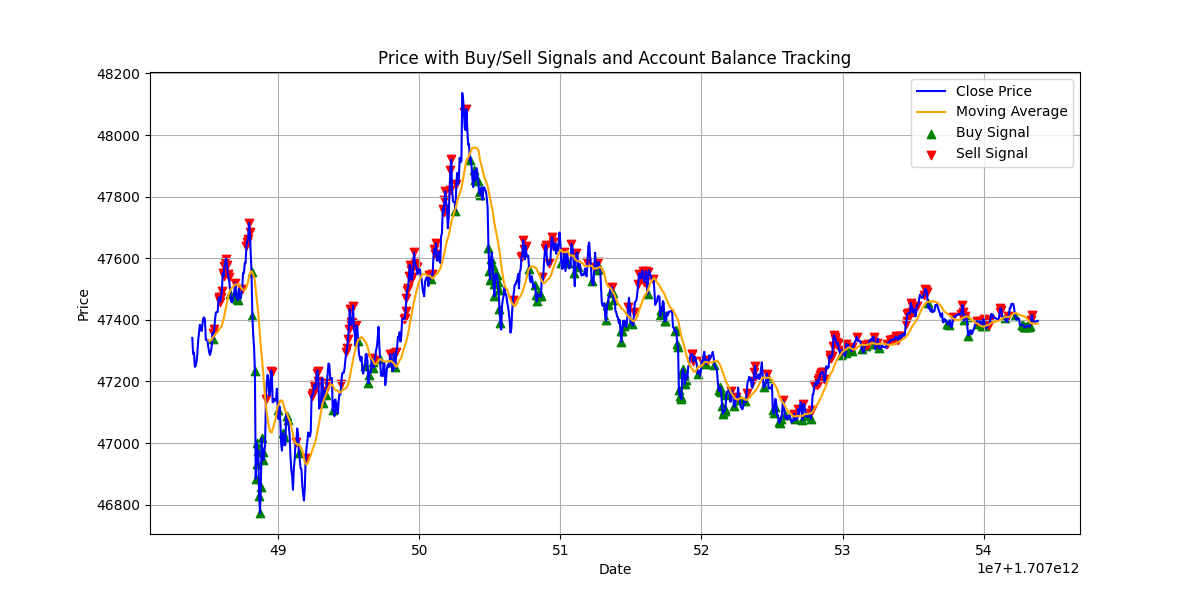 Price with Buy/Sell Signals and Account Balance Tracking
48200
48000
47800
47600
47400
47200
47000
46800
Price
Close Price
Moving Average
Buy Signal
Sell Signal
49 50 51 52 53 54
Date
1e7+1.707e12